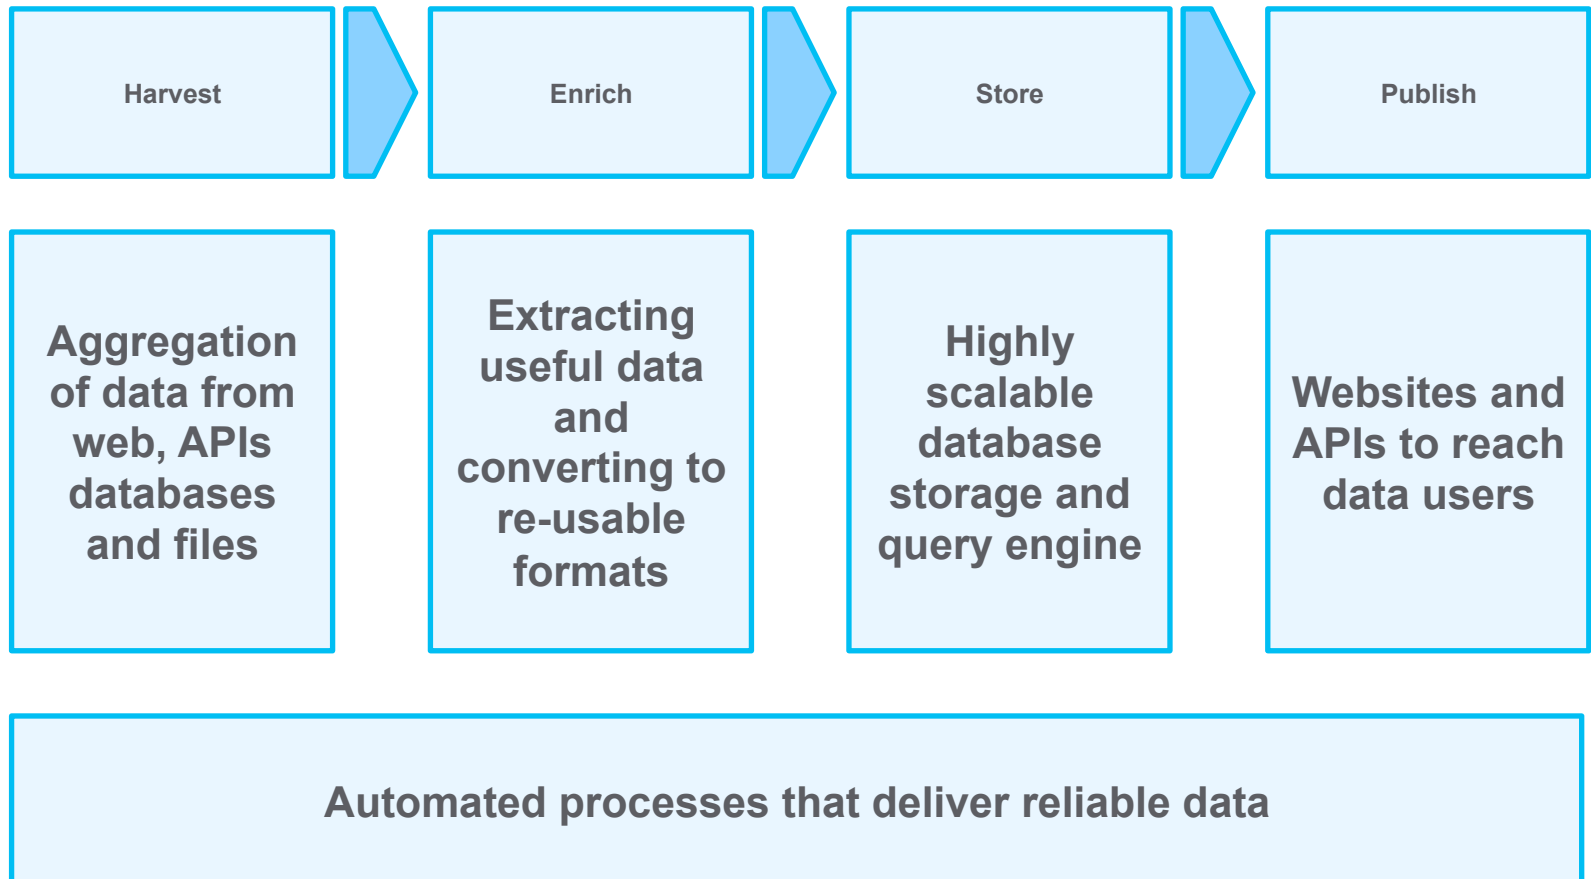 Harvest
Enrich
Store
Publish
Aggregation
of data from
web, APIs
databases
and files
Extracting
useful data
and
converting to
re-usable
formats
Highly
scalable
database
storage and
query engine
Websites and
APIs to reach
data users
Automated processes that deliver reliable data